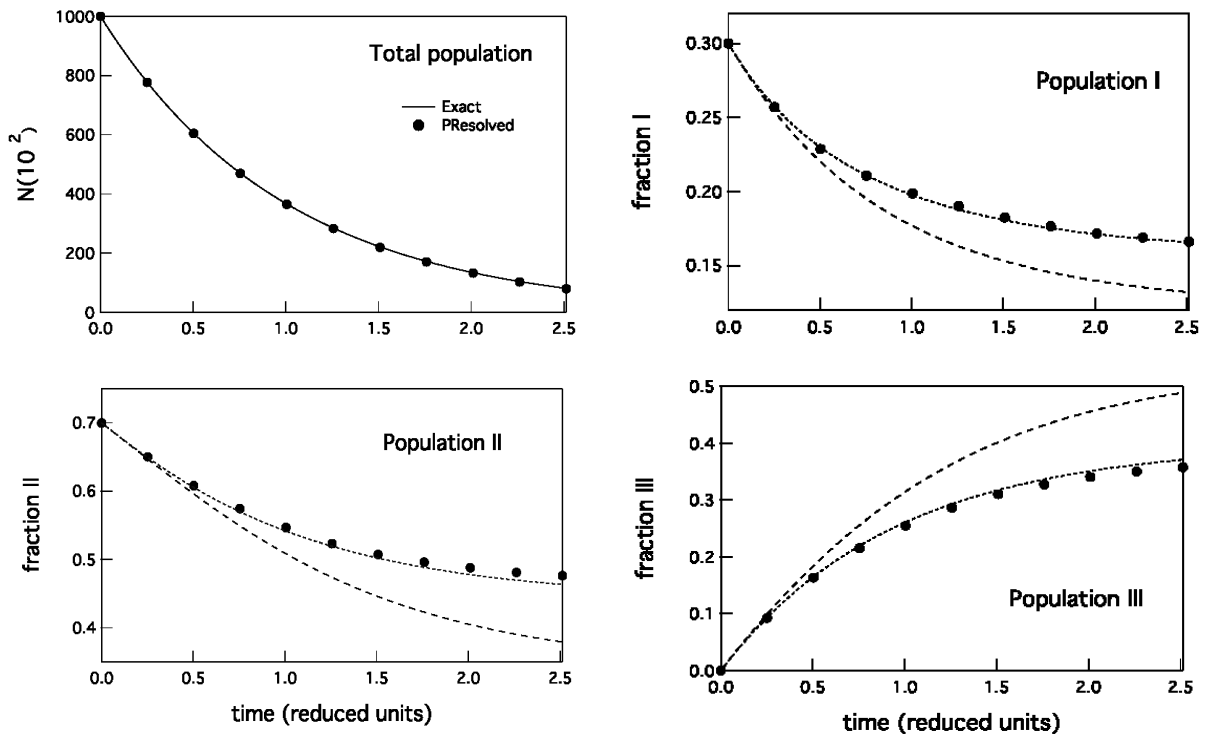 1000
800
600
400
200
0
N(10 2)
Total population
Exact
PResolved
0.0 0.5 1.0 1.5 2.0 2.5
0.30
0.25
0.20
0.15
fraction I
Population I
0.0 0.5 1.0 1.5 2.0 2.5
0.7
0.6
0.5
0.4
fraction II
Population II
0.0 0.5 1.0 1.5 2.0 2.5
time (reduced units)
0.5
0.4
0.3
0.2
0.1
0.0
fraction III
Population III
0.0 0.5 1.0 1.5 2.0 2.5
time (reduced units)